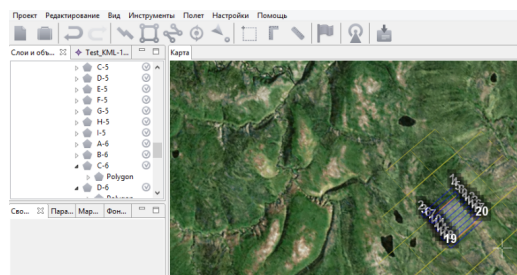 Проект Редактирование Вид Инструменты Полет Настройки Помощь
Слои и объ... Test_KML-1... Карта
C-5
D-5
E-5
F-5
G-5
H-5
I-5
A-6
B-6
C-6
Polygon
D-6
Polygon
Сво... Пара... Мар... Фон...
20
19